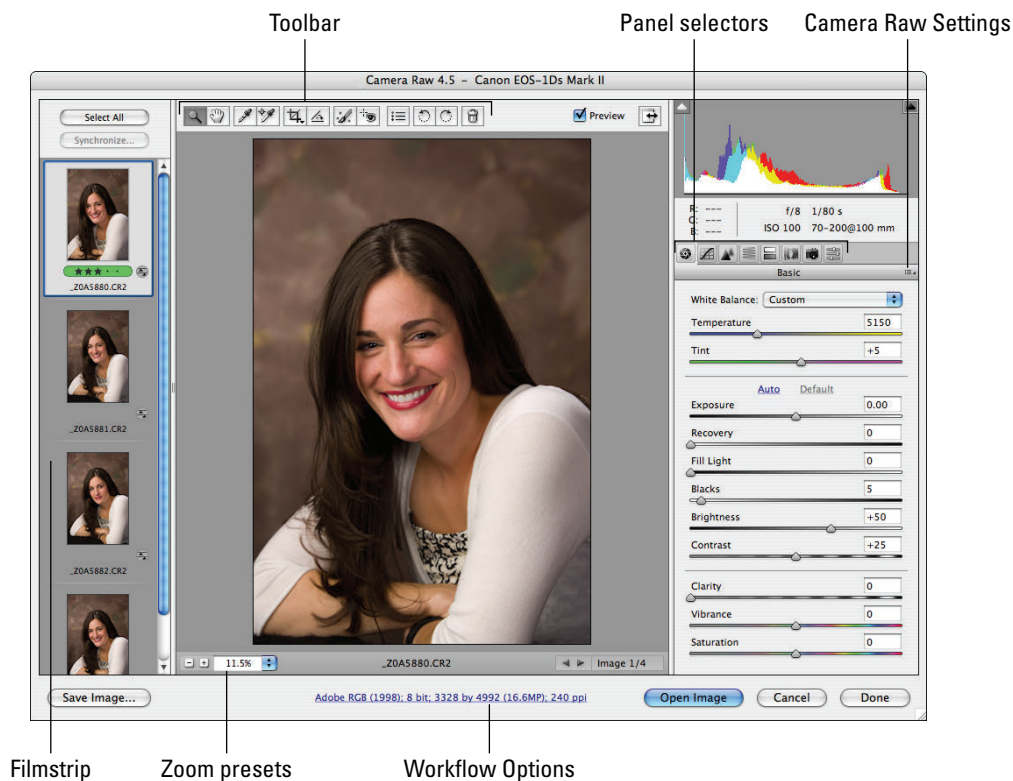 Toolbar
Panel selectors
Camera Raw Settings
Camera Raw 4.5 – Canon EOS-1Ds Mark II
Select All
Synchronize...
Preview
_Z0A5880.CR2
_Z0A5881.CR2
_Z0A5882.CR2
R: ---
G: ---
B: ---
f/8 1/80 s
ISO 100 70-200@100 mm
Basic
White Balance: Custom
Temperature 5150
Tint +5
Auto Default
Exposure 0.00
Recovery 0
Fill Light 0
Blacks 5
Brightness +50
Contrast +25
Clarity 0
Vibrance 0
Saturation 0
11.5%
_Z0A5880.CR2
Image 1/4
Save Image...
Adobe RGB (1998); 8 bit; 3328 by 4992 (16.6MP); 240 ppi
Open Image
Cancel
Done
Filmstrip
Zoom presets
Workflow Options